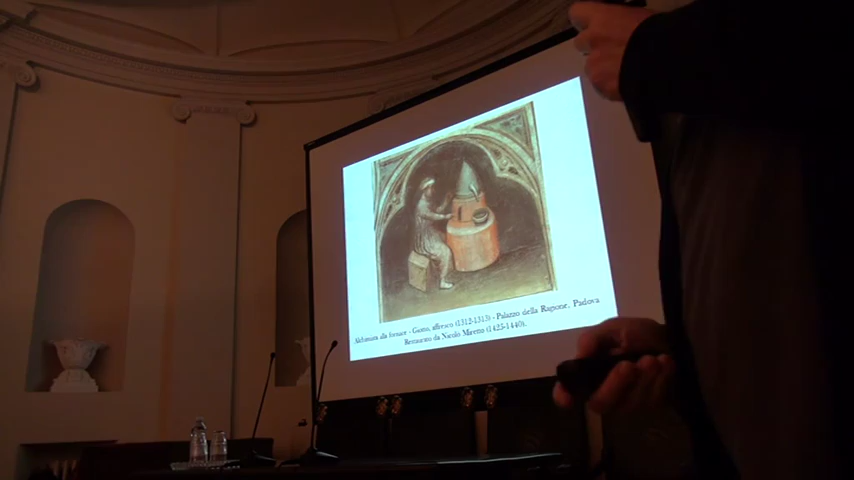 Alchimista alla fornace - Giotto, affresco (1312-1313) - Palazzo della Ragione, Padova
Restaurato da Nicolò Miretto (1425-1440).